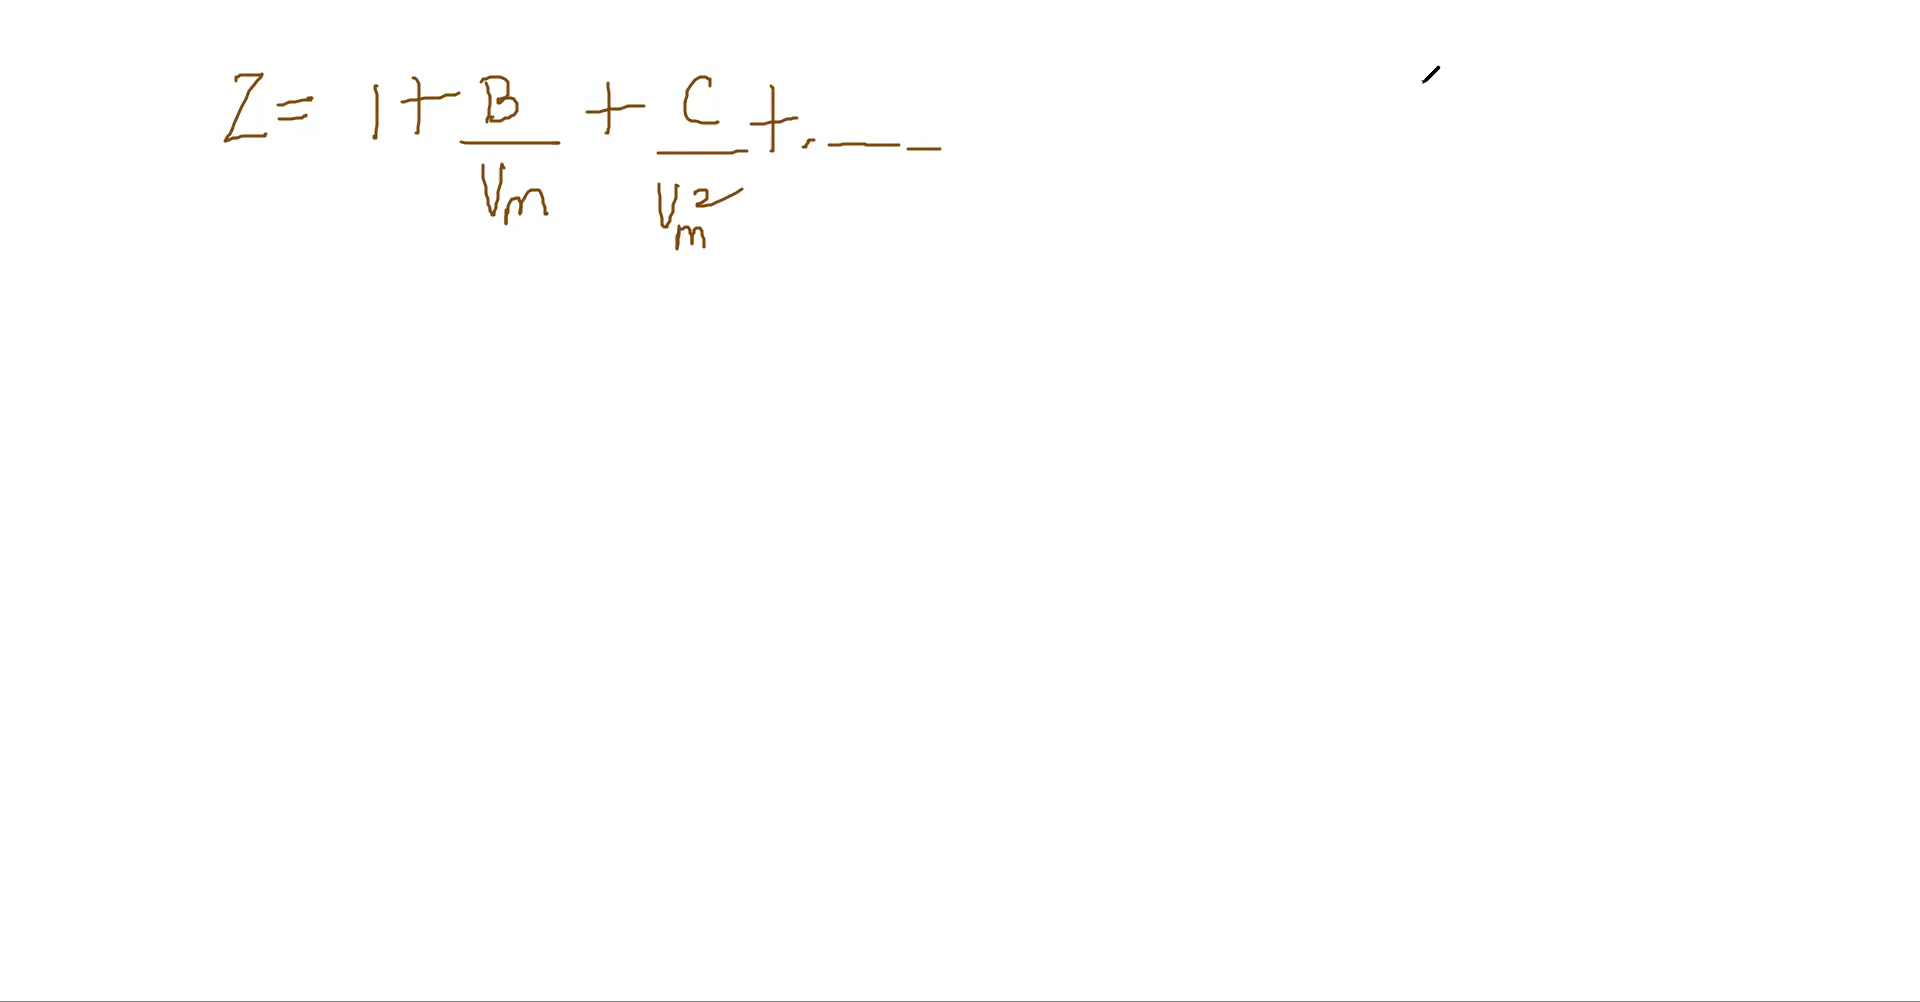 Z = 1 + B/Vm + C/Vm² + . — —